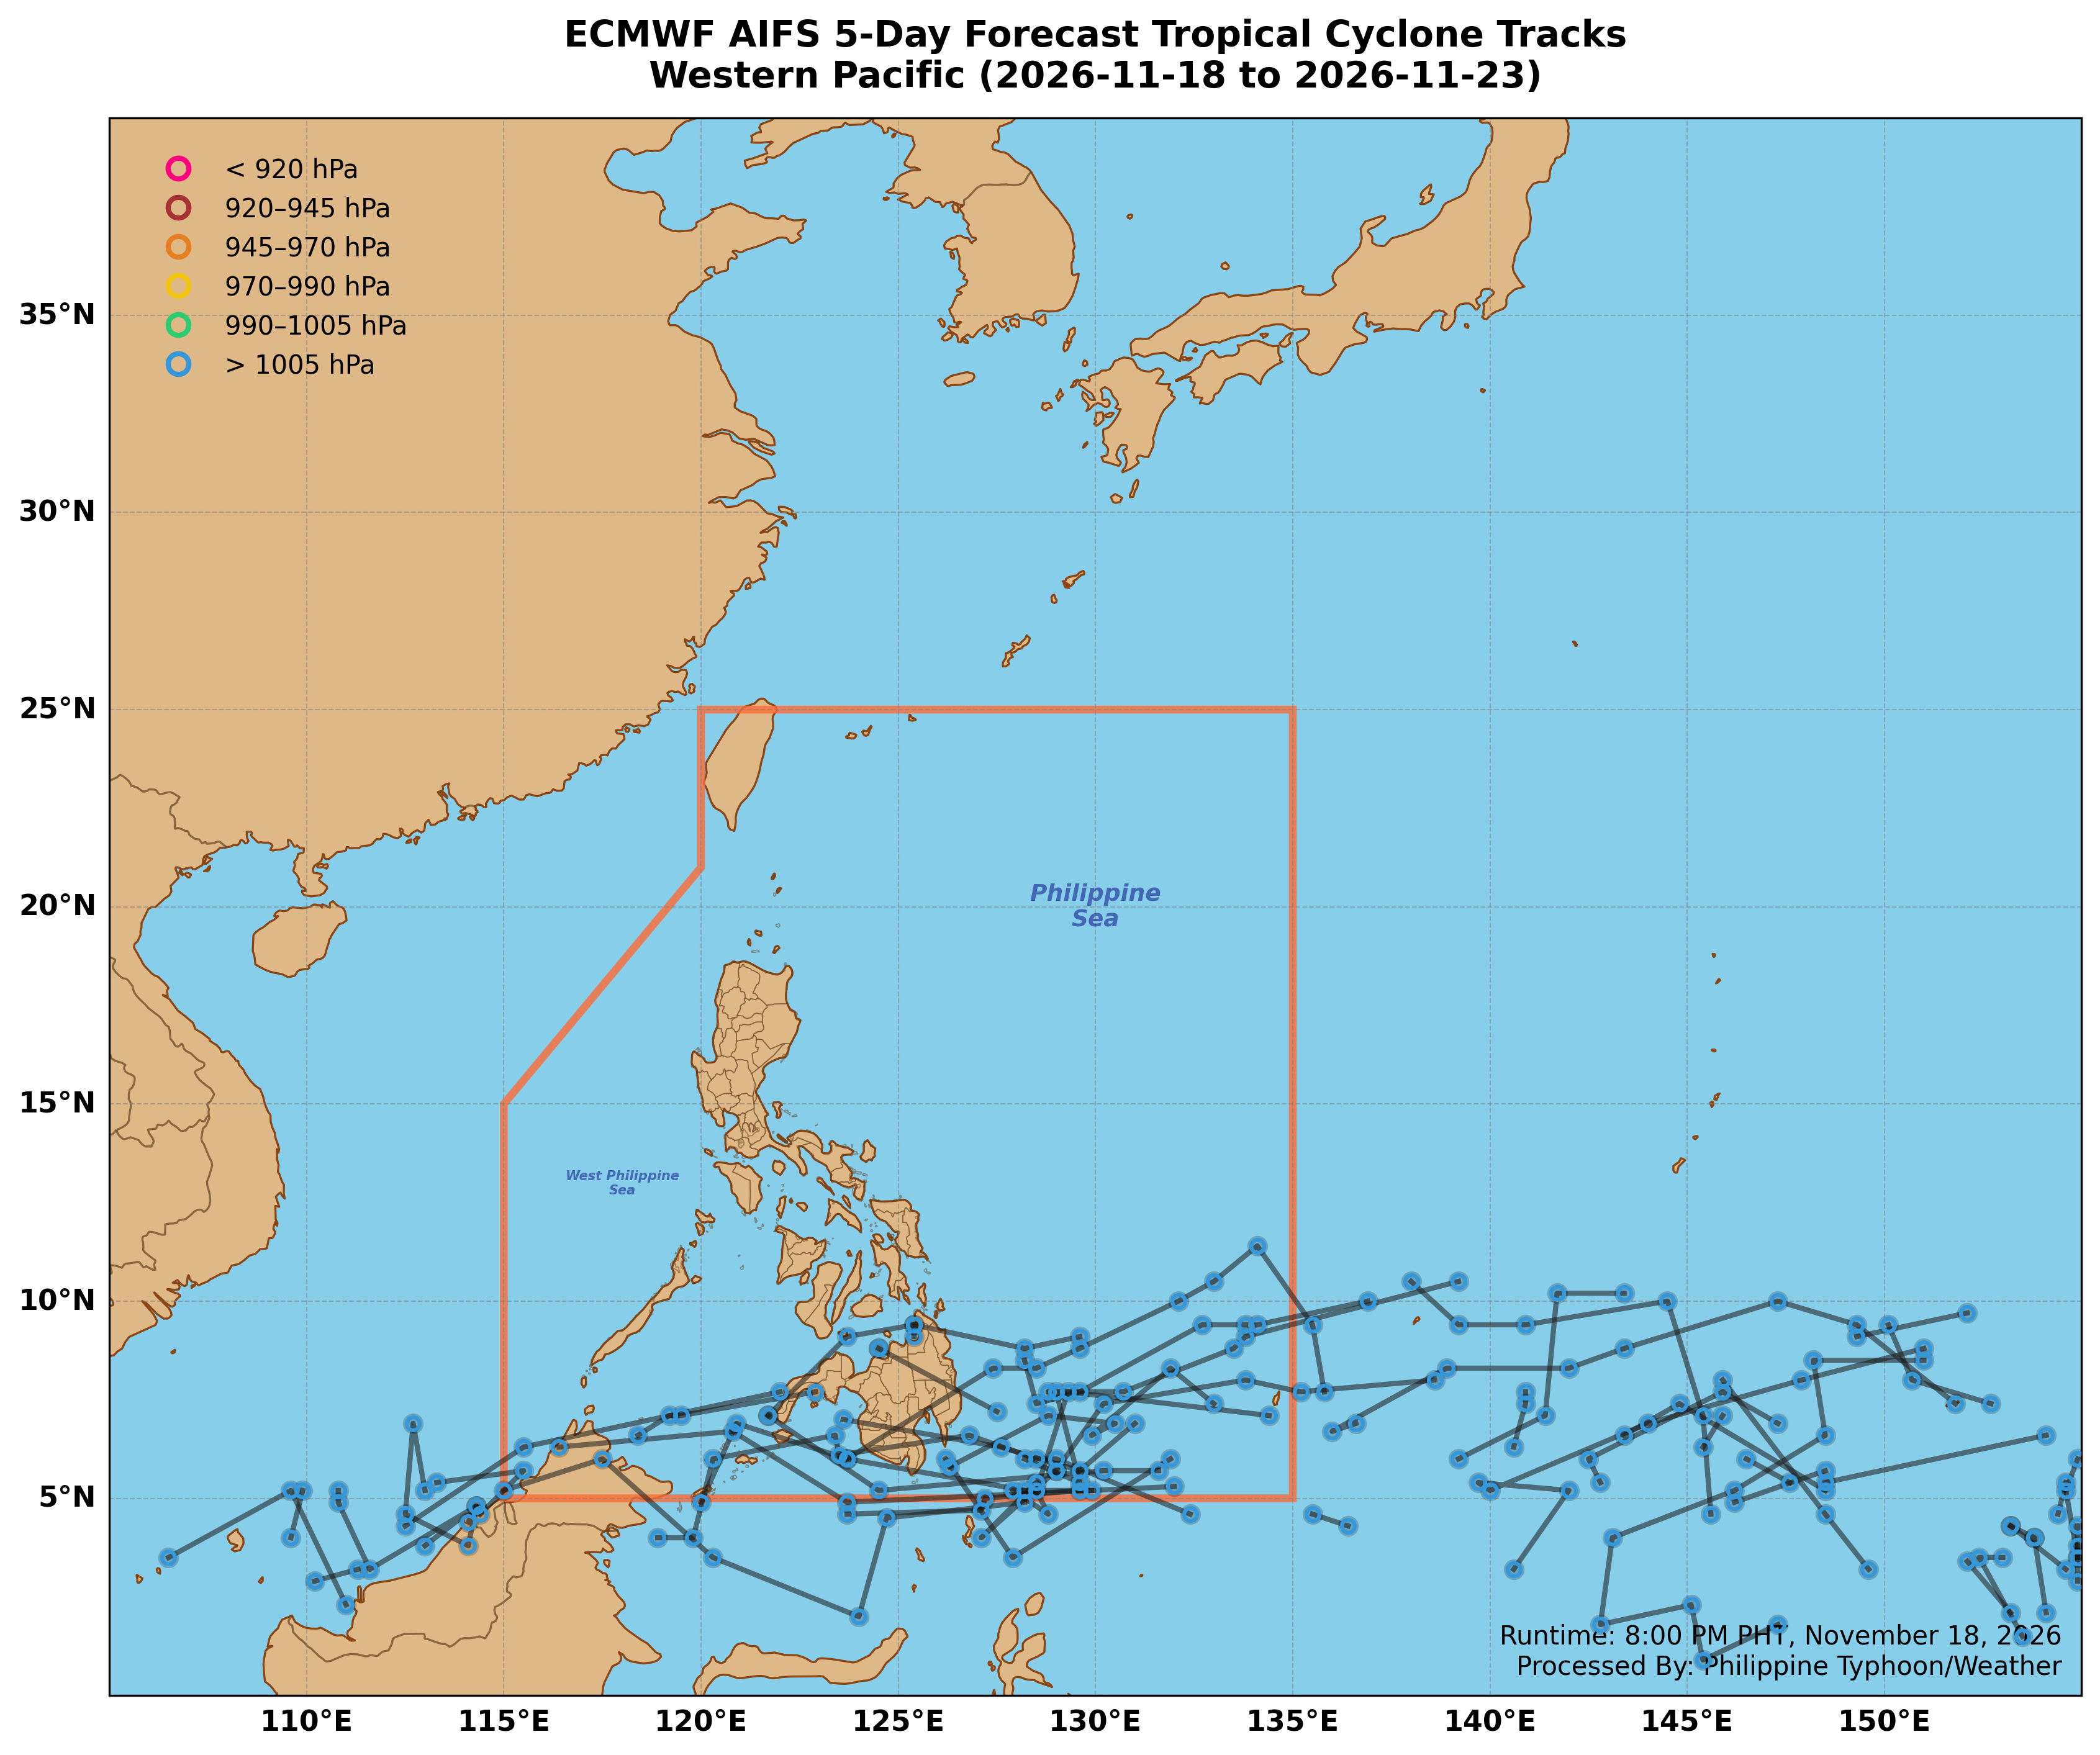 ECMWF AIFS 5-Day Forecast Tropical Cyclone Tracks
Western Pacific (2026-11-18 to 2026-11-23)
< 920 hPa
920–945 hPa
945–970 hPa
970–990 hPa
990–1005 hPa
> 1005 hPa
35°N
30°N
25°N
20°N
15°N
10°N
5°N
Philippine
Sea
West Philippine
Sea
Runtime: 8:00 PM PHT, November 18, 2026
Processed By: Philippine Typhoon/Weather
110°E
115°E
120°E
125°E
130°E
135°E
140°E
145°E
150°E